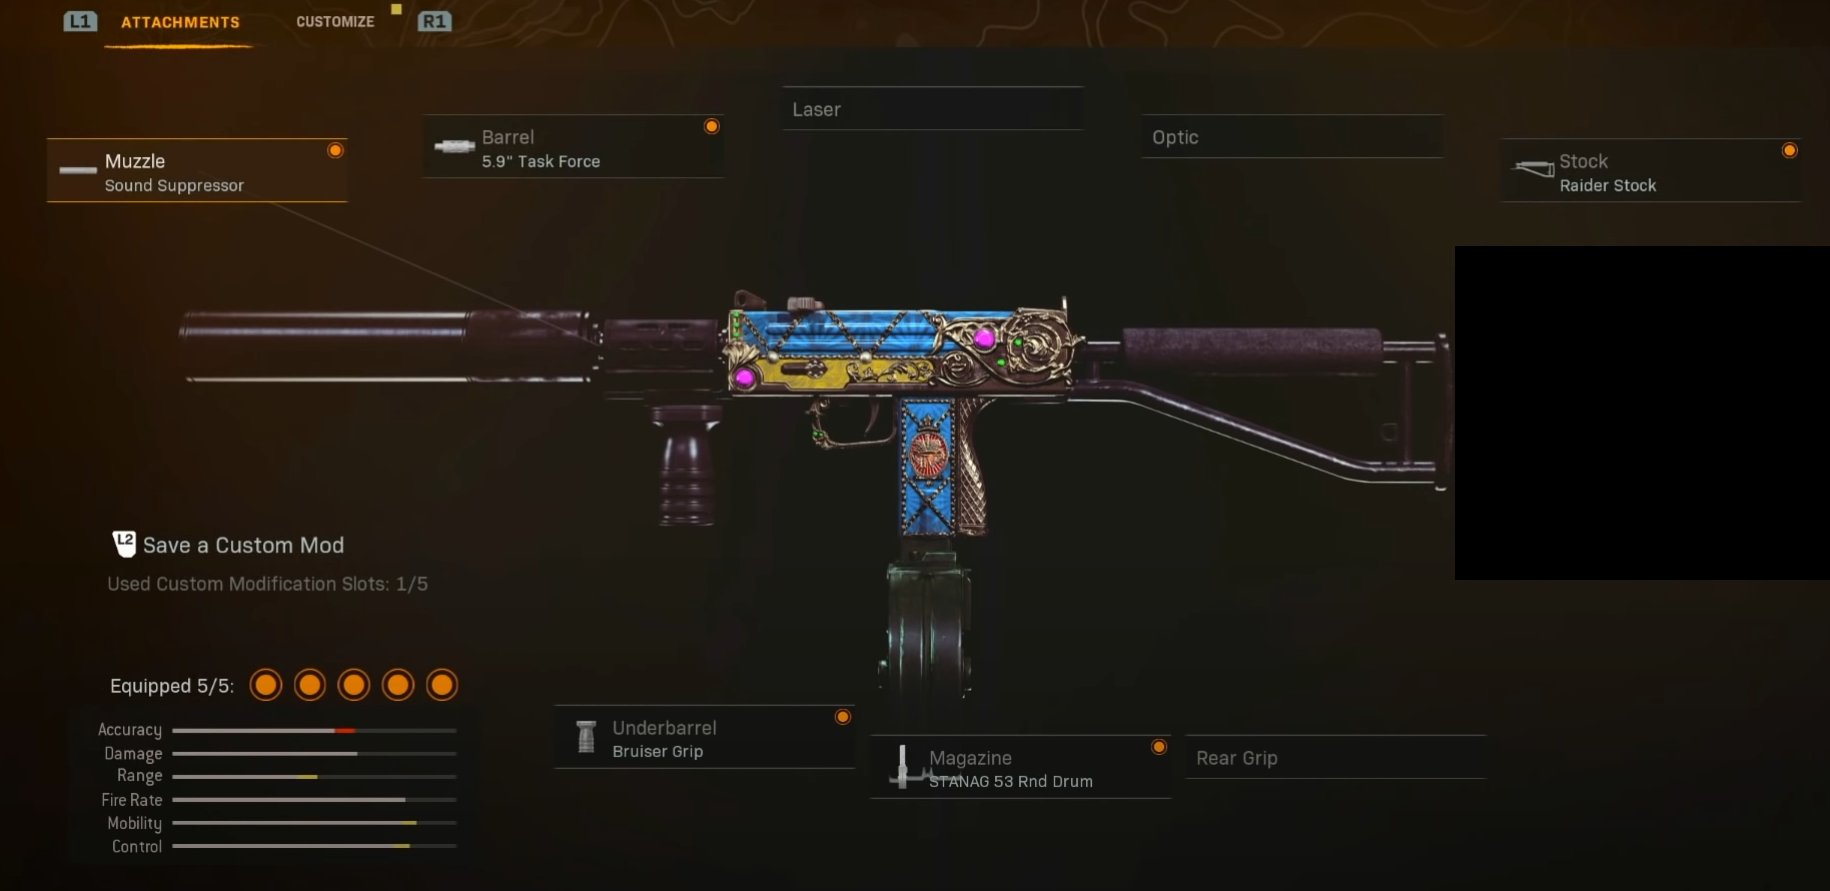 L1 ATTACHMENTS CUSTOMIZE R1
Laser
Barrel
5.9" Task Force
Optic
Muzzle
Sound Suppressor
Stock
Raider Stock
L2 Save a Custom Mod
Used Custom Modification Slots: 1/5
Equipped 5/5:
Accuracy
Damage
Range
Fire Rate
Mobility
Control
Underbarrel
Bruiser Grip
Magazine
STANAG 53 Rnd Drum
Rear Grip